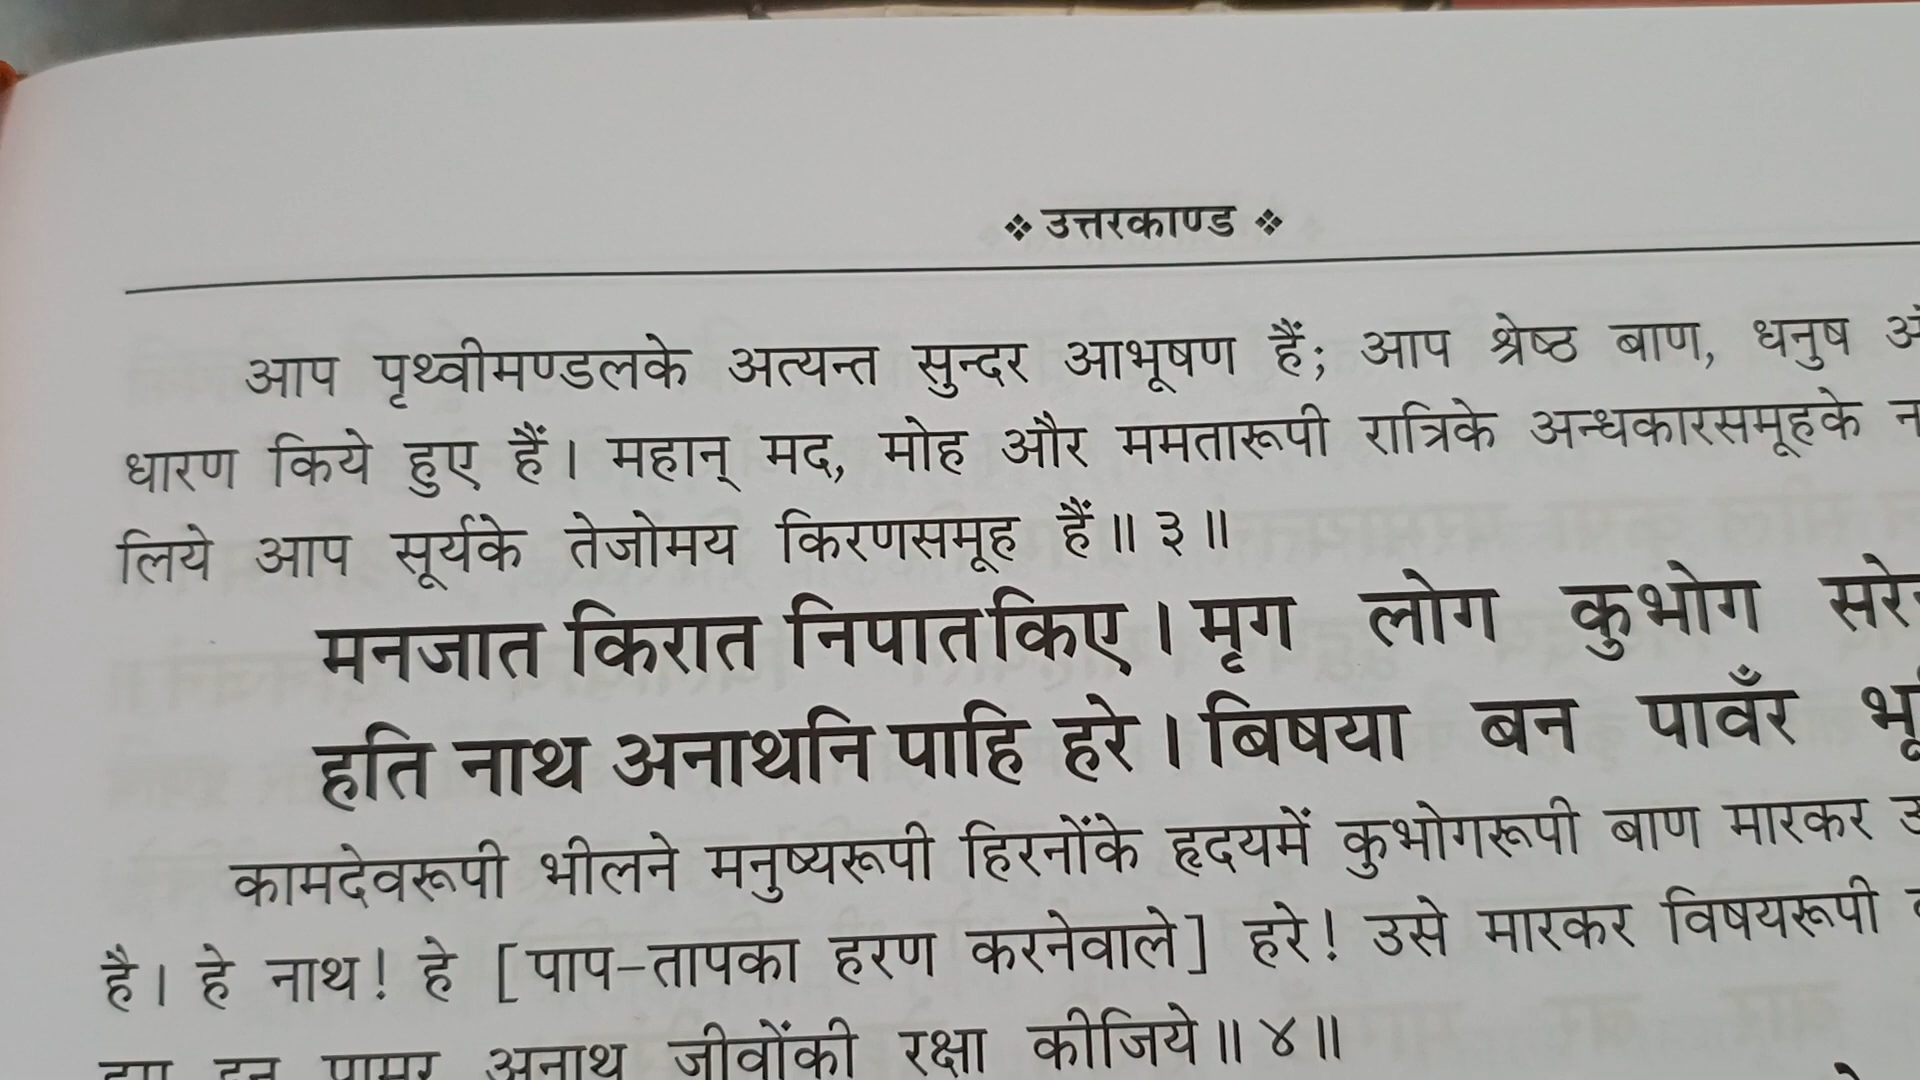 ❖ उत्तरकाण्ड ❖
आप पृथ्वीमण्डलके अत्यन्त सुन्दर आभूषण हैं; आप श्रेष्ठ बाण, धनुष
धारण किये हुए हैं। महान् मद, मोह और ममतारूपी रात्रिके अन्धकारसमूहके
लिये आप सूर्यके तेजोमय किरणसमूह हैं॥ ३॥
मनजात किरात निपात किए। मृग लोग कुभोग
हति नाथ अनाथनि पाहि हरे। बिषया बन पावँर
कामदेवरूपी भीलने मनुष्यरूपी हिरनोंके हृदयमें कुभोगरूपी बाण मारकर
है। हे नाथ! हे [पाप-तापका हरण करनेवाले] हरे! उसे मारकर विषयरूपी
अनाथ जीवोंकी रक्षा कीजिये॥ ४॥